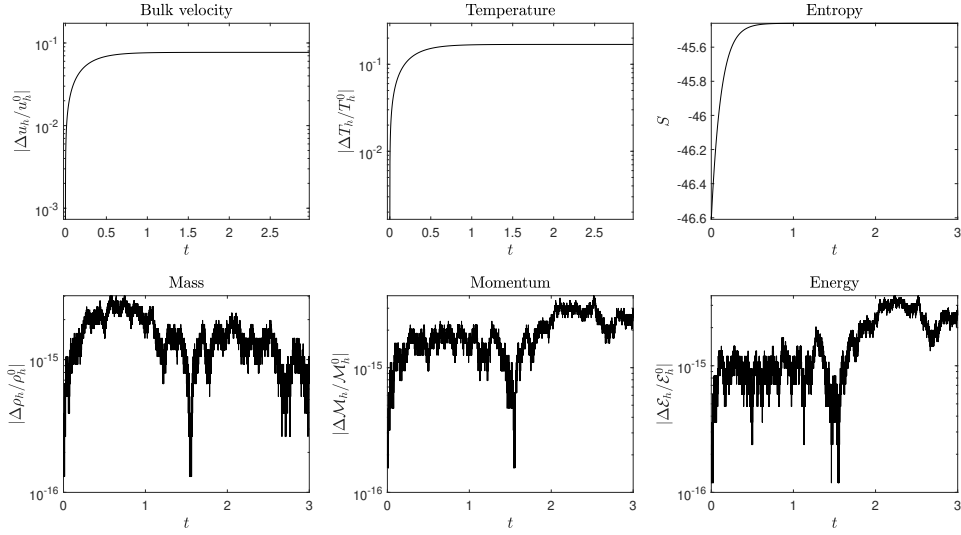 Bulk velocity
|Δu_h/u_h^0|
10^-1
10^-2
10^-3
0 0.5 1 1.5 2 2.5
t
Temperature
|ΔT_h/T_h^0|
10^-1
10^-2
0 0.5 1 1.5 2 2.5
t
Entropy
S
-45.6
-45.8
-46
-46.2
-46.4
-46.6
0 1 2 3
t
Mass
|Δρ_h/ρ_h^0|
10^-15
10^-16
0 1 2 3
t
Momentum
|Δℳ_h/ℳ_h^0|
10^-15
10^-16
0 1 2 3
t
Energy
|Δℰ_h/ℰ_h^0|
10^-15
10^-16
0 1 2 3
t